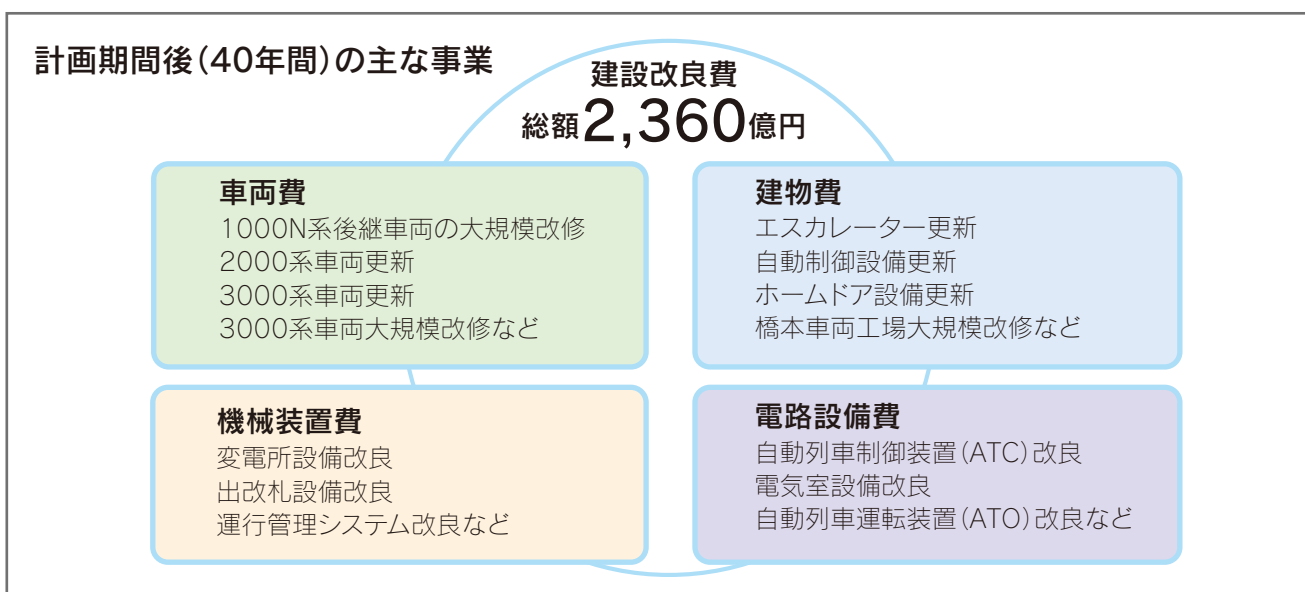 計画期間後(40年間)の主な事業
建設改良費
総額2,360億円
車両費
1000N系後継車両の大規模改修
2000系車両更新
3000系車両更新
3000系車両大規模改修など
建物費
エスカレーター更新
自動制御設備更新
ホームドア設備更新
橋本車両工場大規模改修など
機械装置費
変電所設備改良
出改札設備改良
運行管理システム改良など
電路設備費
自動列車制御装置(ATC)改良
電気室設備改良
自動列車運転装置(ATO)改良など